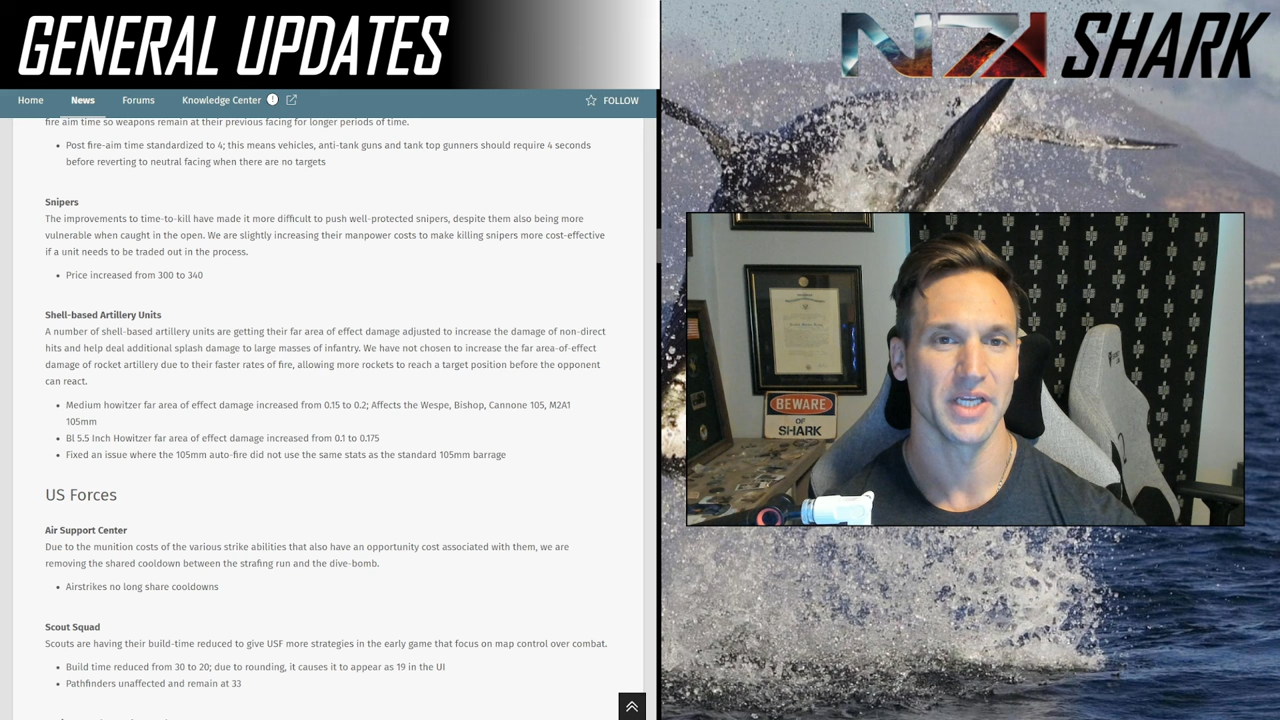 GENERAL UPDATES
N7 SHARK
Home News Forums Knowledge Center ! FOLLOW
fire aim time so weapons remain at their previous facing for longer periods of time.
• Post fire-aim time standardized to 4; this means vehicles, anti-tank guns and tank top gunners should require 4 seconds
before reverting to neutral facing when there are no targets
Snipers
The improvements to time-to-kill have made it more difficult to push well-protected snipers, despite them also being more
vulnerable when caught in the open. We are slightly increasing their manpower costs to make killing snipers more cost-effective
if a unit needs to be traded out in the process.
• Price increased from 300 to 340
Shell-based Artillery Units
A number of shell-based artillery units are getting their far area of effect damage adjusted to increase the damage of non-direct
hits and help deal additional splash damage to large masses of infantry. We have not chosen to increase the far area-of-effect
damage of rocket artillery due to their faster rates of fire, allowing more rockets to reach a target position before the opponent
can react.
• Medium howitzer far area of effect damage increased from 0.15 to 0.2; Affects the Wespe, Bishop, Cannone 105, M2A1
105mm
• Bl 5.5 Inch Howitzer far area of effect damage increased from 0.1 to 0.175
• Fixed an issue where the 105mm auto-fire did not use the same stats as the standard 105mm barrage
US Forces
Air Support Center
Due to the munition costs of the various strike abilities that also have an opportunity cost associated with them, we are
removing the shared cooldown between the strafing run and the dive-bomb.
• Airstrikes no long share cooldowns
Scout Squad
Scouts are having their build-time reduced to give USF more strategies in the early game that focus on map control over combat.
• Build time reduced from 30 to 20; due to rounding, it causes it to appear as 19 in the UI
• Pathfinders unaffected and remain at 33
BEWARE
OF
SHARK